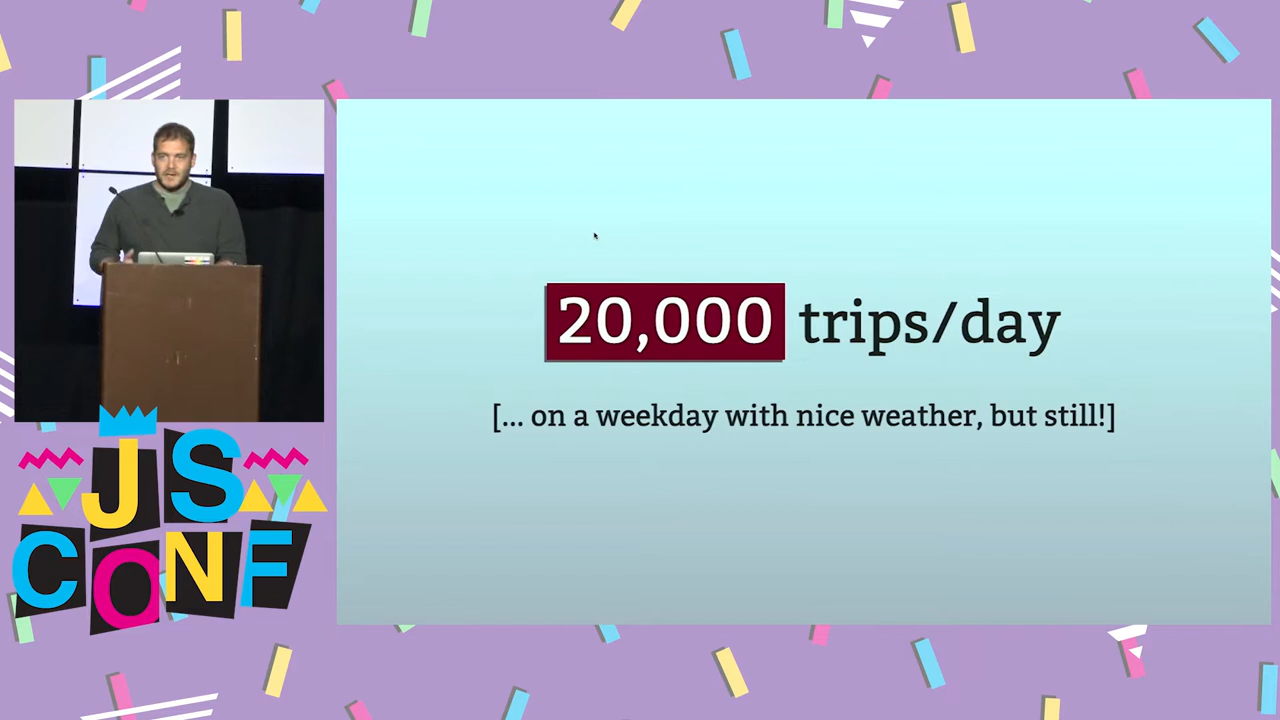 20,000 trips/day
[... on a weekday with nice weather, but still!]
JS
CONF